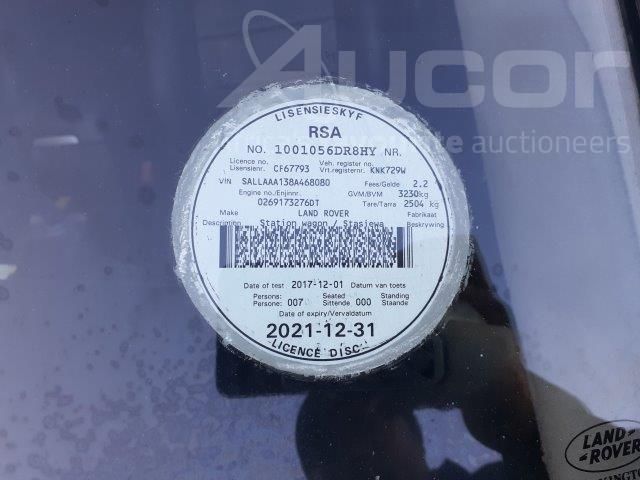 Aucor
auctioneers
LISENSIESKYF
RSA
NO. 1001056DR8HY NR.
Licence no. Veh. register no.
Lisensienr. CF67793 Vrt.registernr. KNK729W
VIN SALLAAA138A468080 Fees/Gelde 2.2
Engine no./Enjinnr. GVM/BVM 3230kg
0269173276DT Tare/Tarra 2504 kg
Make LAND ROVER Fabrikaat
Description Station wagon / Stasiewa Beskrywing
Date of test 2017-12-01 Datum van toets
Persons: Seated Standing
Persone: 007 Sittende 000 Staande
Date of expiry/Vervaldatum
2021-12-31
LICENCE DISC
LAND
ROVER